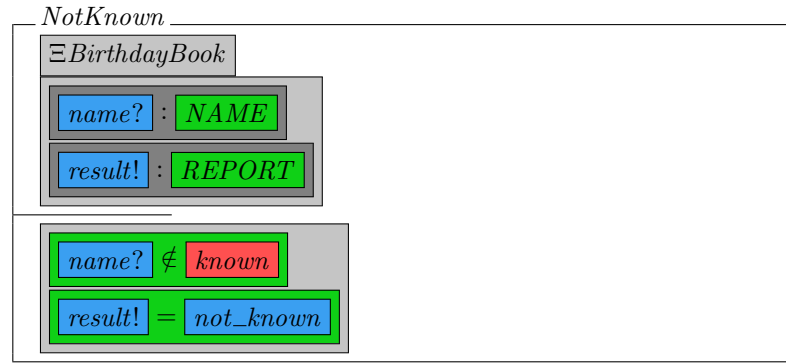 NotKnown
ΞBirthdayBook
name? : NAME
result! : REPORT
name? ∉ known
result! = not_known